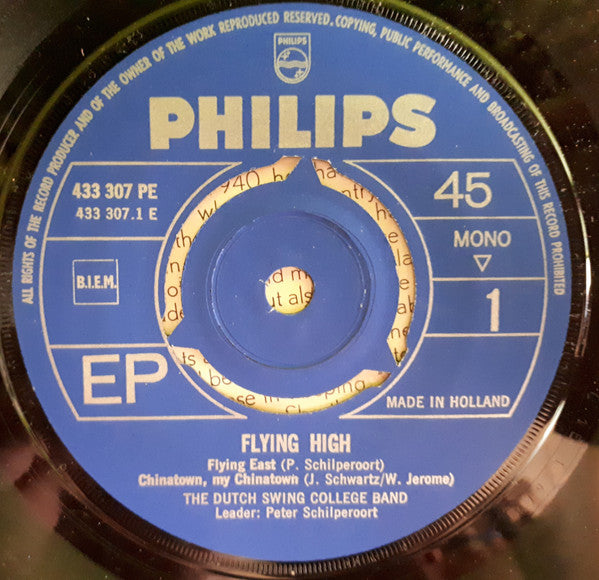 ALL RIGHTS OF THE RECORD PRODUCER AND OF THE OWNER OF THE WORK REPRODUCED RESERVED. COPYING, PUBLIC PERFORMANCE AND BROADCASTING OF THIS RECORD PROHIBITED
PHILIPS
PHILIPS
433 307 PE
433 307.1 E
45
MONO
B.I.E.M.
1
EP
MADE IN HOLLAND
940
d m
ut als
FLYING HIGH
Flying East (P. Schilperoort)
Chinatown, my Chinatown (J. Schwartz/W. Jerome)
THE DUTCH SWING COLLEGE BAND
Leader: Peter Schilperoort